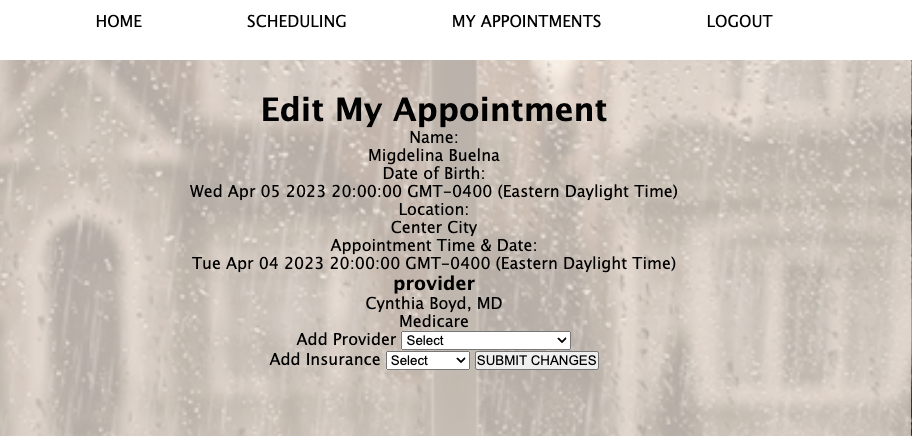 HOME SCHEDULING MY APPOINTMENTS LOGOUT
Edit My Appointment
Name:
Migdelina Buelna
Date of Birth:
Wed Apr 05 2023 20:00:00 GMT-0400 (Eastern Daylight Time)
Location:
Center City
Appointment Time & Date:
Tue Apr 04 2023 20:00:00 GMT-0400 (Eastern Daylight Time)
provider
Cynthia Boyd, MD
Medicare
Add Provider Select
Add Insurance Select SUBMIT CHANGES